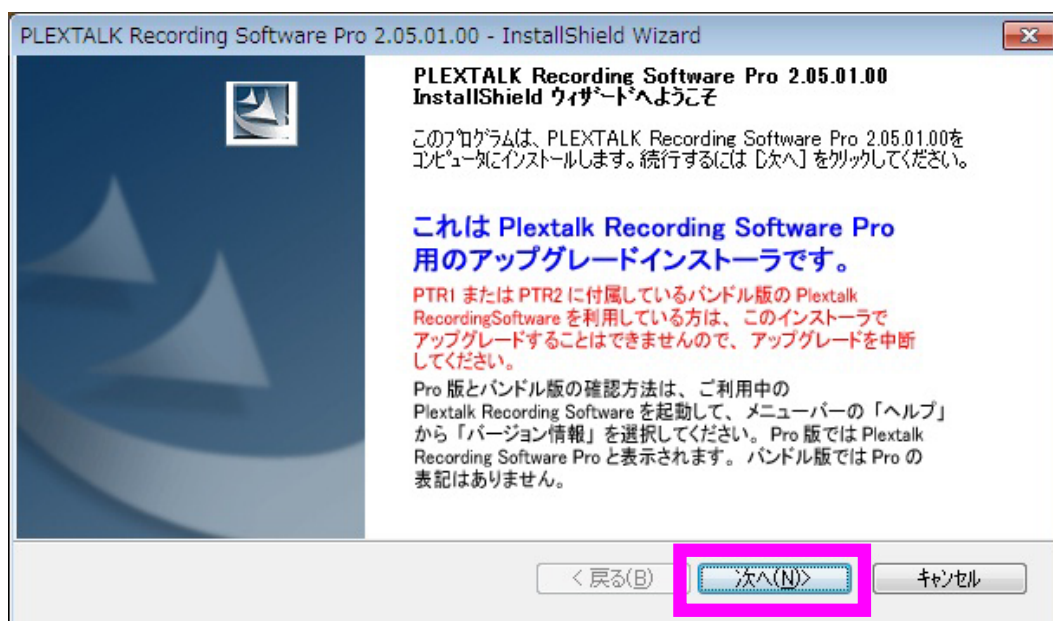 PLEXTALK Recording Software Pro 2.05.01.00 - InstallShield Wizard
PLEXTALK Recording Software Pro 2.05.01.00
InstallShield ウィザードへようこそ
このプログラムは、PLEXTALK Recording Software Pro 2.05.01.00を
コンピュータにインストールします。続行するには [次へ] をクリックしてください。
これは Plextalk Recording Software Pro
用のアップグレードインストーラです。
PTR1 または PTR2 に付属しているバンドル版の Plextalk
RecordingSoftware を利用している方は、このインストーラで
アップグレードすることはできませんので、アップグレードを中断
してください。
Pro 版とバンドル版の確認方法は、ご利用中の
Plextalk Recording Software を起動して、メニューバーの「ヘルプ」
から「バージョン情報」を選択してください。Pro 版では Plextalk
Recording Software Pro と表示されます。バンドル版では Pro の
表記はありません。
< 戻る(B)
次へ(N)>
キャンセル